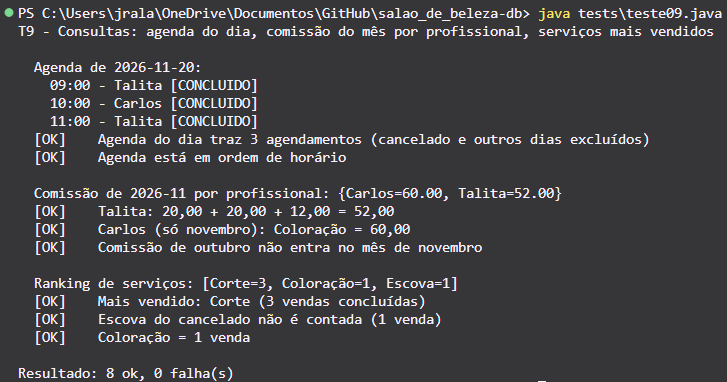 PS C:\Users\jrala\OneDrive\Documentos\GitHub\salao_de_beleza-db> java tests\teste09.java
T9 - Consultas: agenda do dia, comissão do mês por profissional, serviços mais vendidos
Agenda de 2026-11-20:
09:00 - Talita [CONCLUIDO]
10:00 - Carlos [CONCLUIDO]
11:00 - Talita [CONCLUIDO]
[OK] Agenda do dia traz 3 agendamentos (cancelado e outros dias excluídos)
[OK] Agenda está em ordem de horário
Comissão de 2026-11 por profissional: {Carlos=60.00, Talita=52.00}
[OK] Talita: 20,00 + 20,00 + 12,00 = 52,00
[OK] Carlos (só novembro): Coloração = 60,00
[OK] Comissão de outubro não entra no mês de novembro
Ranking de serviços: [Corte=3, Coloração=1, Escova=1]
[OK] Mais vendido: Corte (3 vendas concluídas)
[OK] Escova do cancelado não é contada (1 venda)
[OK] Coloração = 1 venda
Resultado: 8 ok, 0 falha(s)